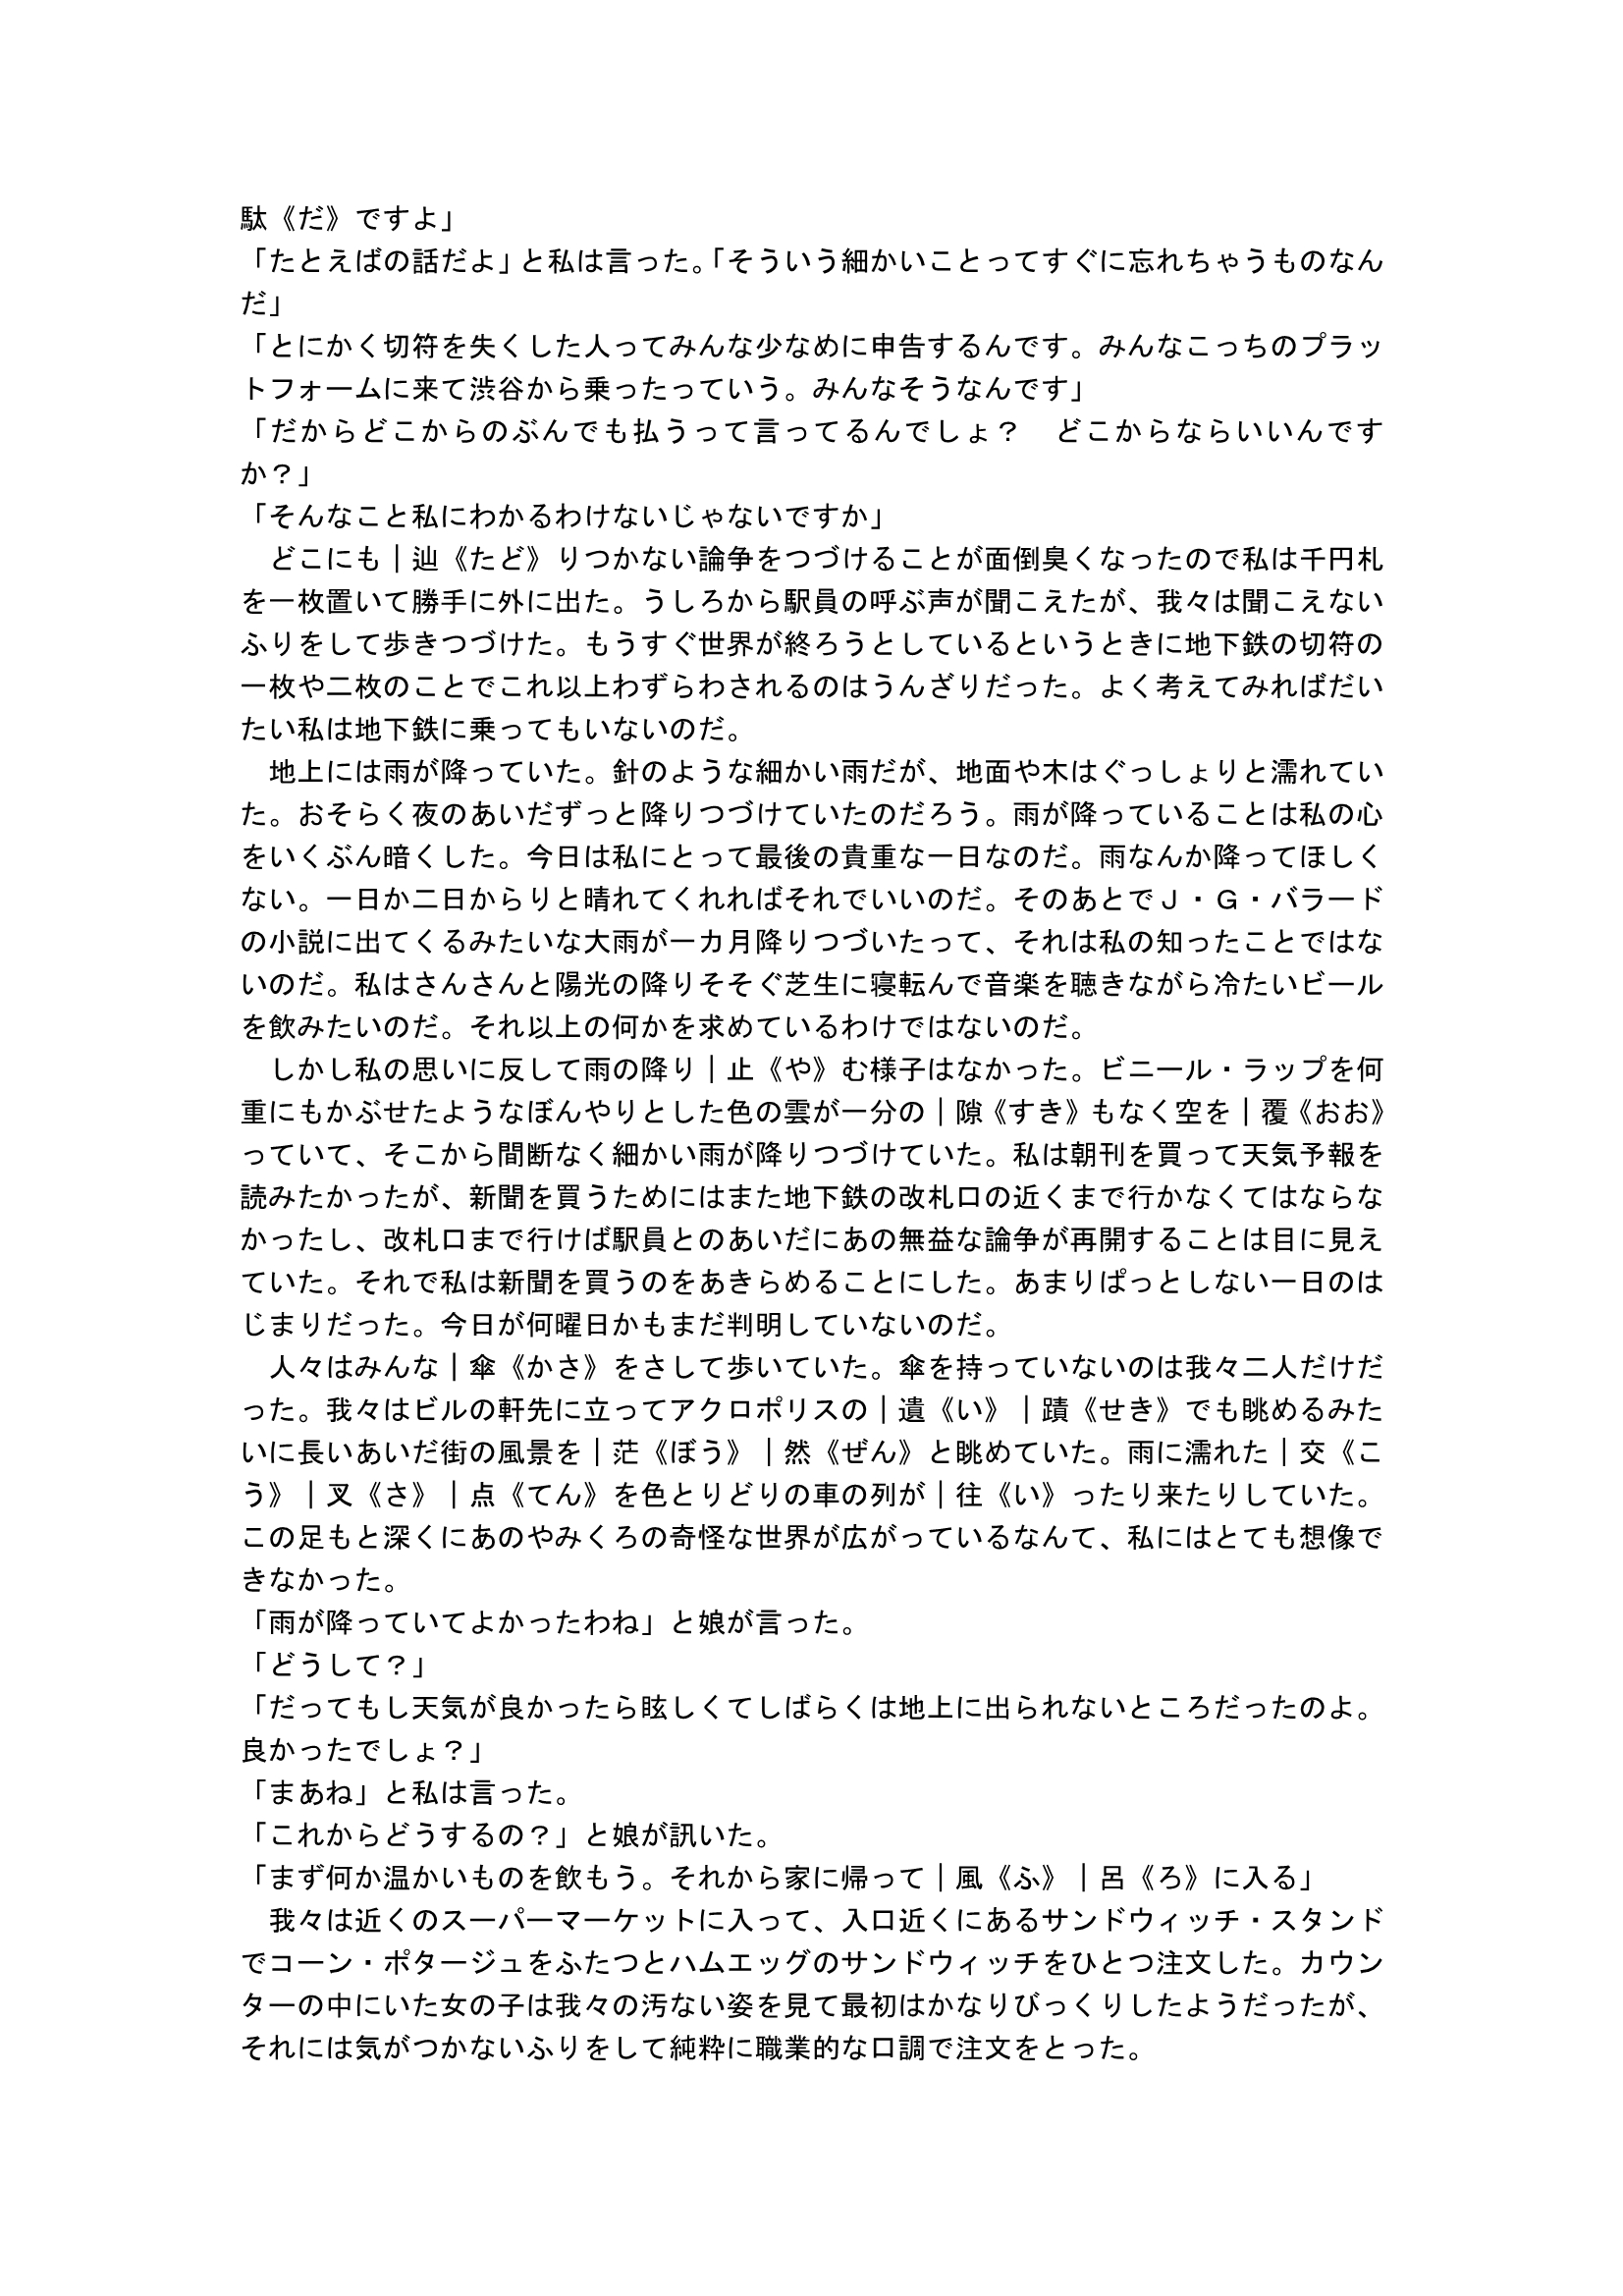 駄《だ》ですよ」
「たとえばの話だよ」と私は言った。「そういう細かいことってすぐに忘れちゃうものなん
だ」
「とにかく切符を失くした人ってみんな少なめに申告するんです。みんなこっちのプラッ
トフォームに来て渋谷から乗ったっていう。みんなそうなんです」
「だからどこからのぶんでも払うって言ってるんでしょ？　どこからならいいんです
か？」
「そんなこと私にわかるわけないじゃないですか」
　どこにも｜辿《たど》りつかない論争をつづけることが面倒臭くなったので私は千円札
を一枚置いて勝手に外に出た。うしろから駅員の呼ぶ声が聞こえたが、我々は聞こえない
ふりをして歩きつづけた。もうすぐ世界が終ろうとしているというときに地下鉄の切符の
一枚や二枚のことでこれ以上わずらわされるのはうんざりだった。よく考えてみればだい
たい私は地下鉄に乗ってもいないのだ。
　地上には雨が降っていた。針のような細かい雨だが、地面や木はぐっしょりと濡れてい
た。おそらく夜のあいだずっと降りつづけていたのだろう。雨が降っていることは私の心
をいくぶん暗くした。今日は私にとって最後の貴重な一日なのだ。雨なんか降ってほしく
ない。一日か二日からりと晴れてくれればそれでいいのだ。そのあとでＪ・Ｇ・バラード
の小説に出てくるみたいな大雨が一カ月降りつづいたって、それは私の知ったことではな
いのだ。私はさんさんと陽光の降りそそぐ芝生に寝転んで音楽を聴きながら冷たいビール
を飲みたいのだ。それ以上の何かを求めているわけではないのだ。
　しかし私の思いに反して雨の降り｜止《や》む様子はなかった。ビニール・ラップを何
重にもかぶせたようなぼんやりとした色の雲が一分の｜隙《すき》もなく空を｜覆《おお》
っていて、そこから間断なく細かい雨が降りつづけていた。私は朝刊を買って天気予報を
読みたかったが、新聞を買うためにはまた地下鉄の改札口の近くまで行かなくてはならな
かったし、改札口まで行けば駅員とのあいだにあの無益な論争が再開することは目に見え
ていた。それで私は新聞を買うのをあきらめることにした。あまりぱっとしない一日のは
じまりだった。今日が何曜日かもまだ判明していないのだ。
　人々はみんな｜傘《かさ》をさして歩いていた。傘を持っていないのは我々二人だけだ
った。我々はビルの軒先に立ってアクロポリスの｜遺《い》｜蹟《せき》でも眺めるみた
いに長いあいだ街の風景を｜茫《ぼう》｜然《ぜん》と眺めていた。雨に濡れた｜交《こ
う》｜叉《さ》｜点《てん》を色とりどりの車の列が｜往《い》ったり来たりしていた。
この足もと深くにあのやみくろの奇怪な世界が広がっているなんて、私にはとても想像で
きなかった。
「雨が降っていてよかったわね」と娘が言った。
「どうして？」
「だってもし天気が良かったら眩しくてしばらくは地上に出られないところだったのよ。
良かったでしょ？」
「まあね」と私は言った。
「これからどうするの？」と娘が訊いた。
「まず何か温かいものを飲もう。それから家に帰って｜風《ふ》｜呂《ろ》に入る」
　我々は近くのスーパーマーケットに入って、入口近くにあるサンドウィッチ・スタンド
でコーン・ポタージュをふたつとハムエッグのサンドウィッチをひとつ注文した。カウン
ターの中にいた女の子は我々の汚ない姿を見て最初はかなりびっくりしたようだったが、
それには気がつかないふりをして純粋に職業的な口調で注文をとった。